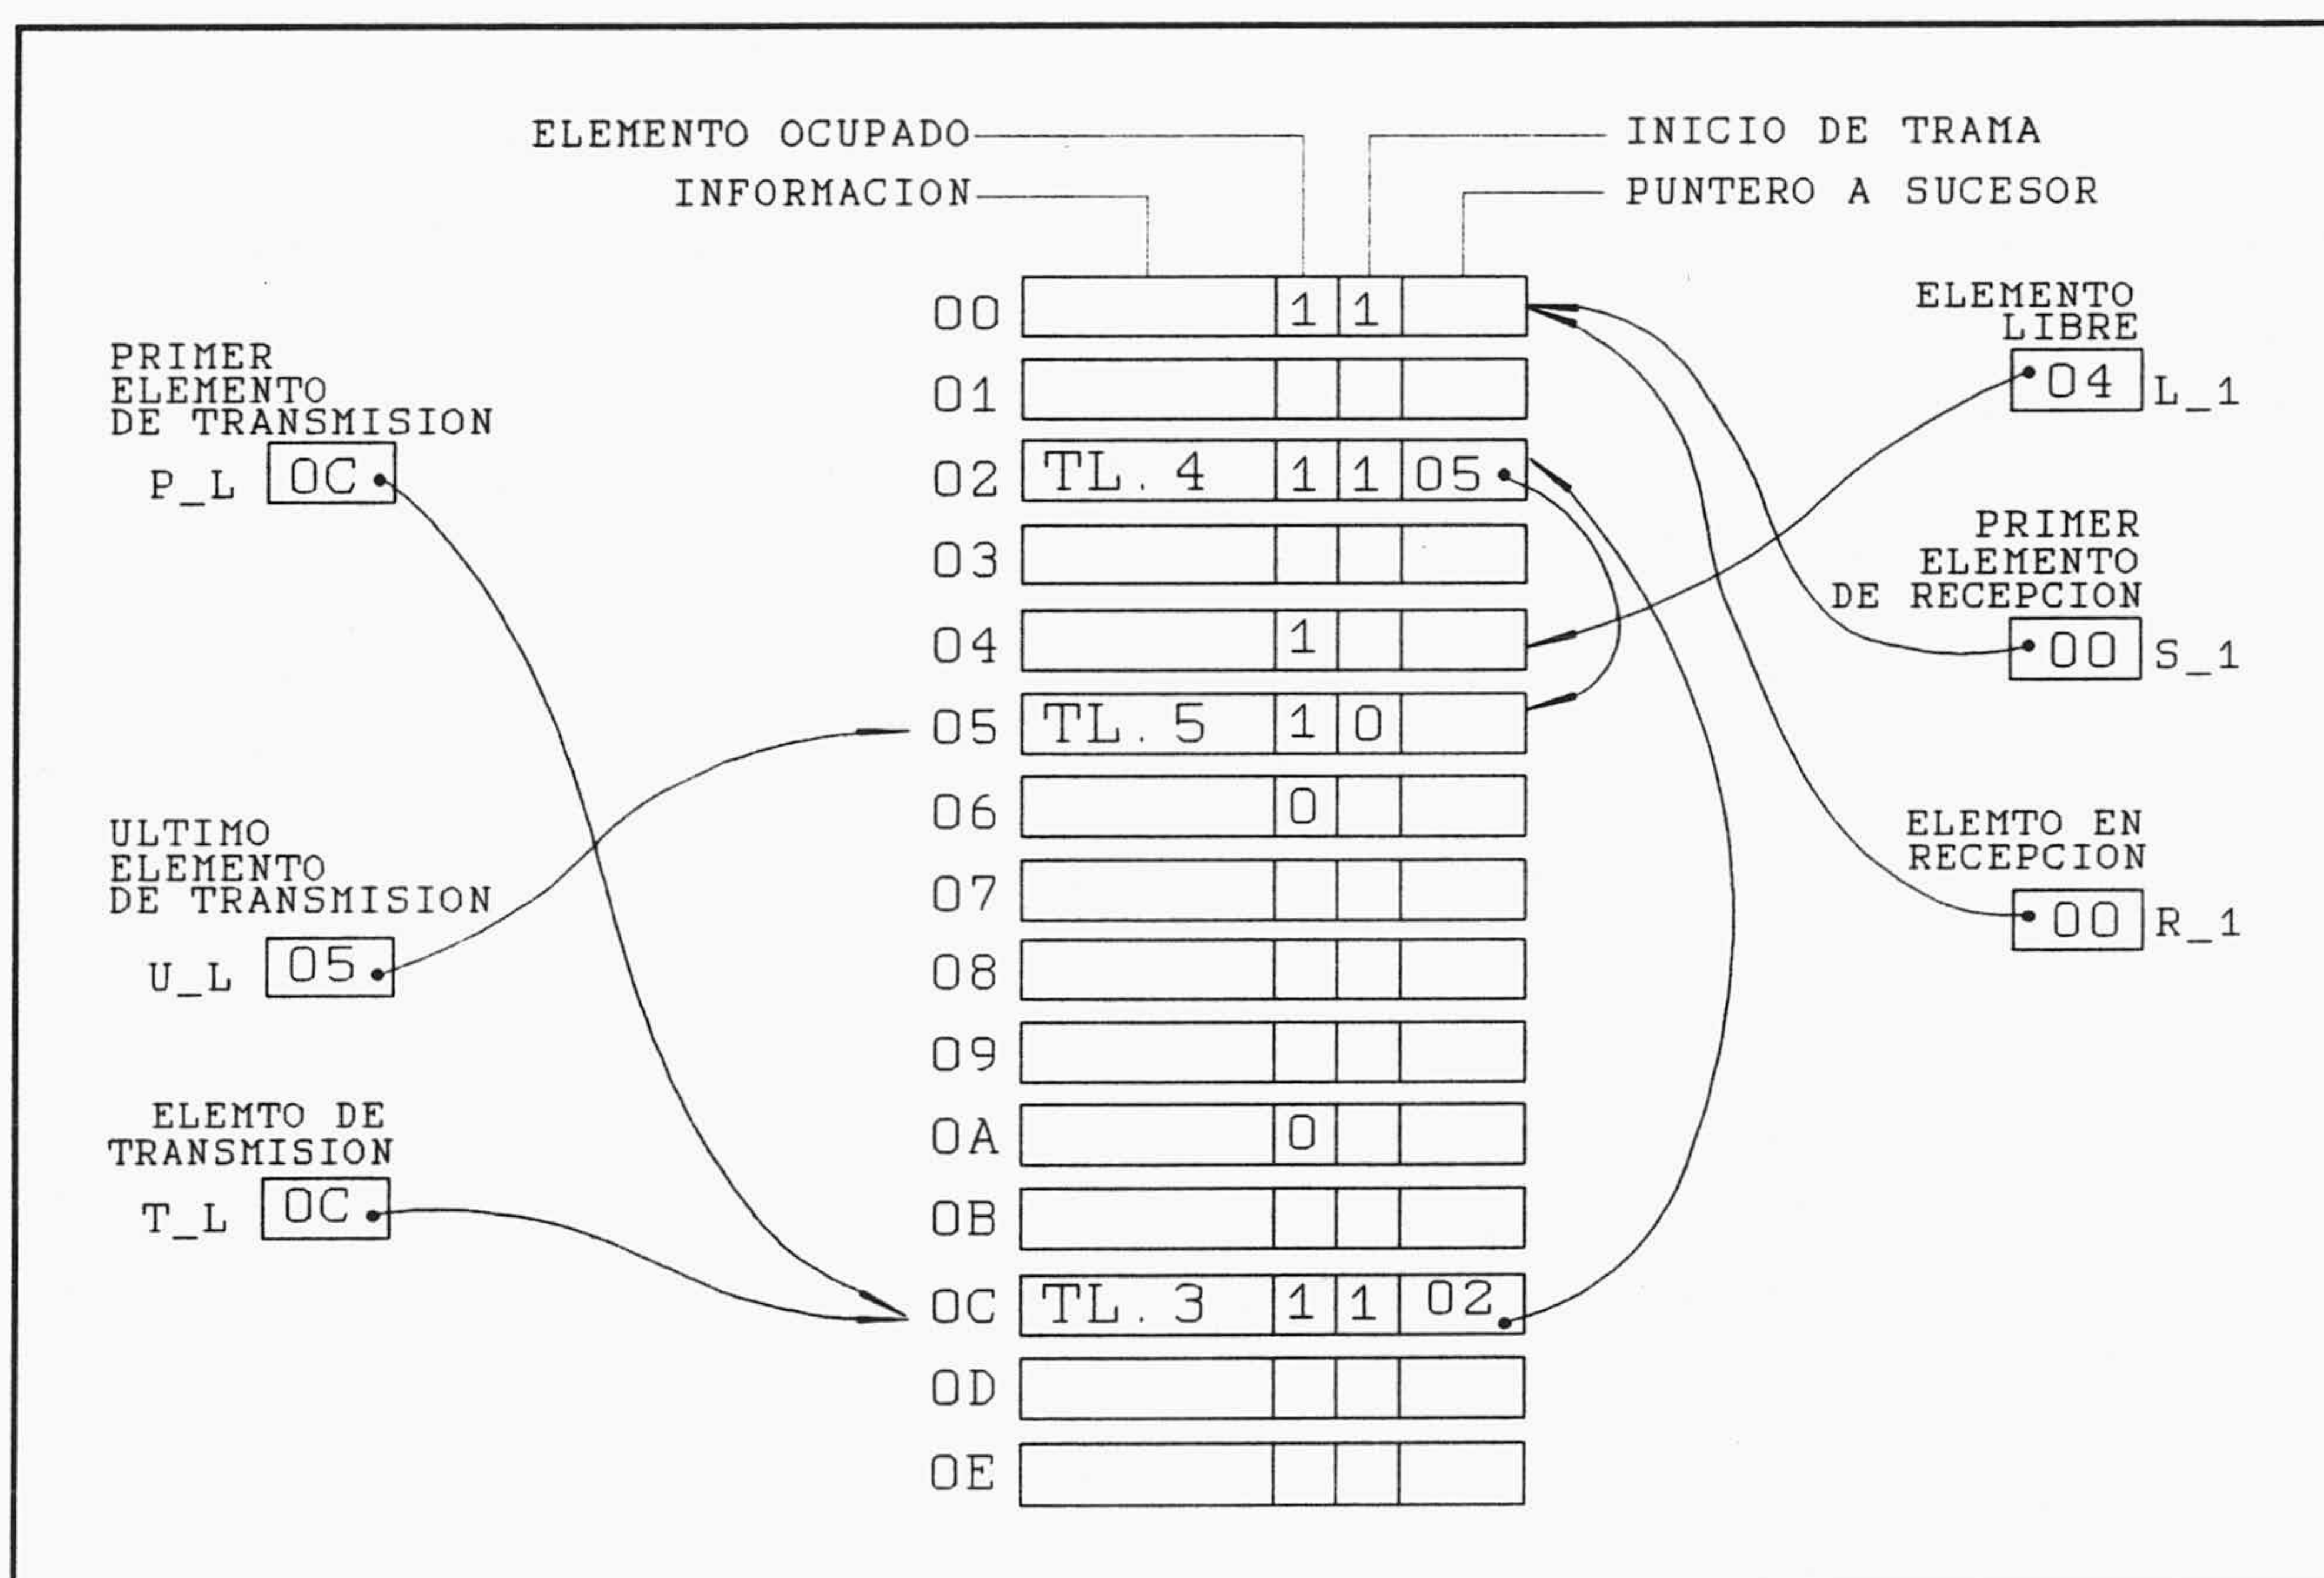 ELEMENTO OCUPADO
INICIO DE TRAMA
INFORMACION
PUNTERO A SUCESOR
00 1 1
ELEMENTO
LIBRE
04 L_1
PRIMER
ELEMENTO
DE TRANSMISION
P_L 0C
01
02 TL.4 1 1 05
03
PRIMER
ELEMENTO
DE RECEPCION
00 S_1
04 1
05 TL.5 1 0
06 0
ULTIMO
ELEMENTO
DE TRANSMISION
U_L 05
ELEMTO EN
RECEPCION
00 R_1
07
08
09
ELEMTO DE
TRANSMISION
T_L 0C
0A 0
0B
0C TL.3 1 1 02
0D
0E